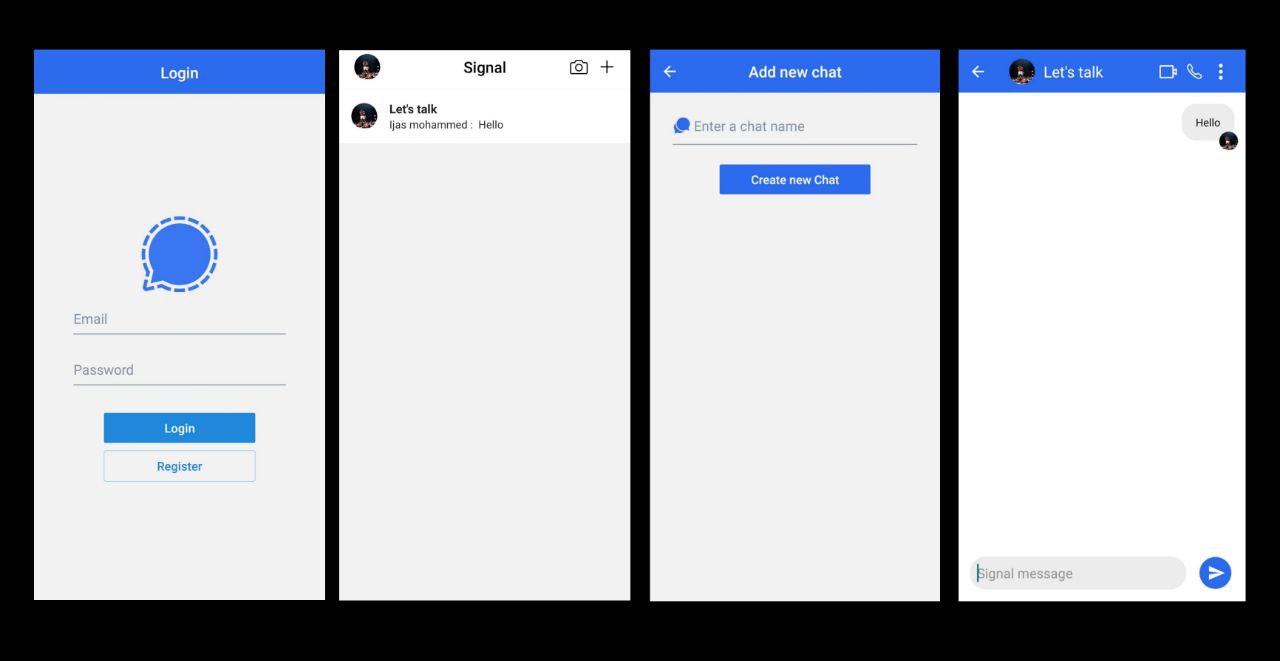 Login
Email
Password
Login
Register
Signal
Let's talk
Ijas mohammed : Hello
Add new chat
Enter a chat name
Create new Chat
Let's talk
Hello
Signal message